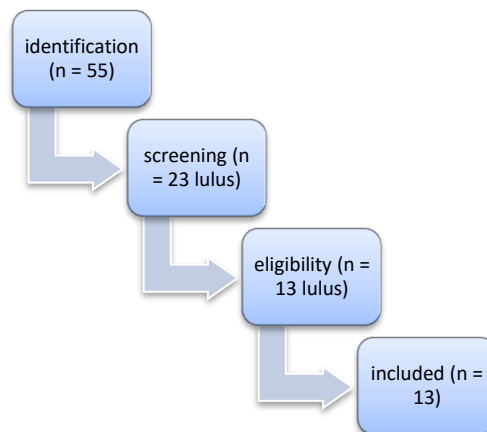 identification
(n = 55)
screening (n
= 23 lulus)
eligibility (n =
13 lulus)
included (n =
13)